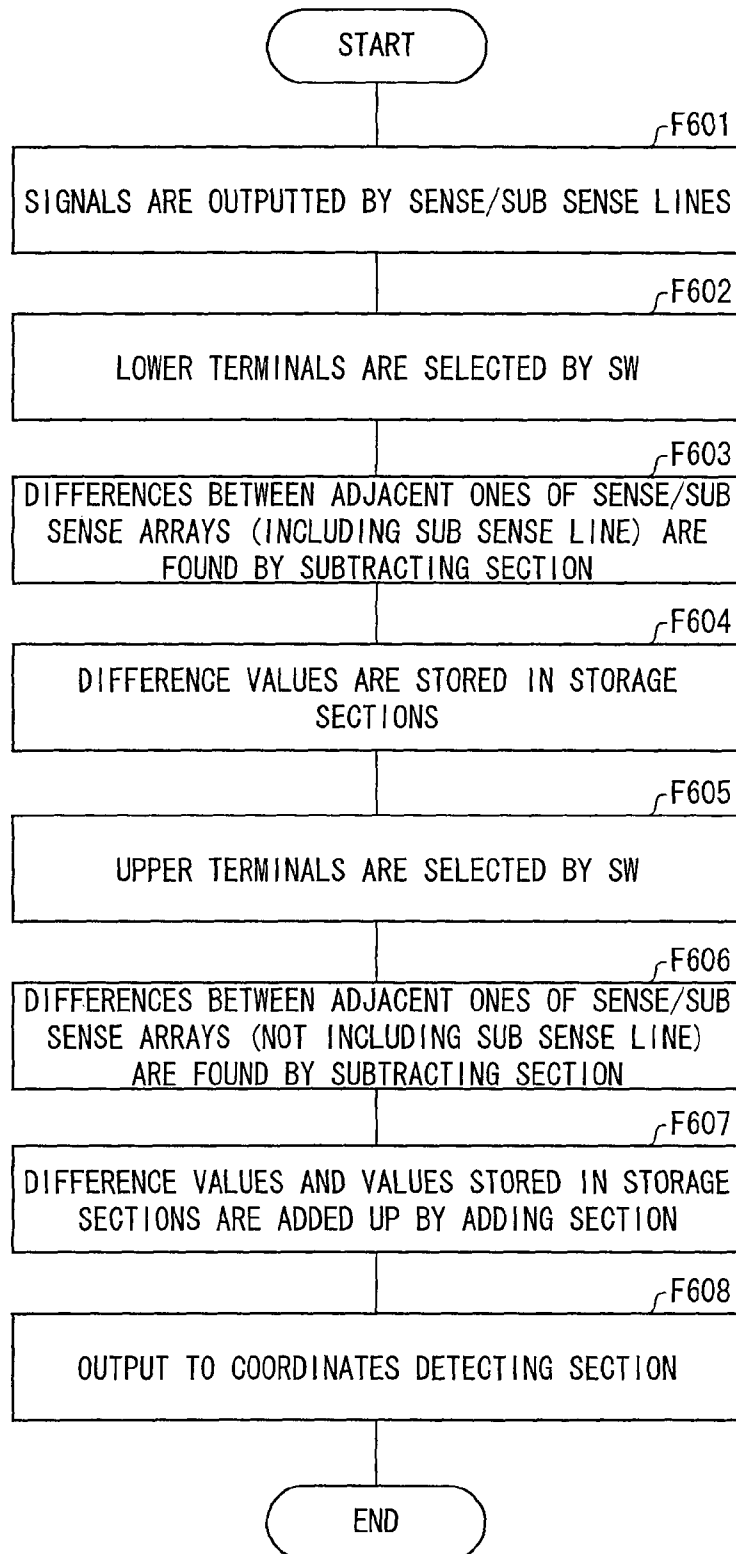 START
F601
SIGNALS ARE OUTPUTTED BY SENSE/SUB SENSE LINES
F602
LOWER TERMINALS ARE SELECTED BY SW
F603
DIFFERENCES BETWEEN ADJACENT ONES OF SENSE/SUB
SENSE ARRAYS (INCLUDING SUB SENSE LINE) ARE
FOUND BY SUBTRACTING SECTION
F604
DIFFERENCE VALUES ARE STORED IN STORAGE
SECTIONS
F605
UPPER TERMINALS ARE SELECTED BY SW
F606
DIFFERENCES BETWEEN ADJACENT ONES OF SENSE/SUB
SENSE ARRAYS (NOT INCLUDING SUB SENSE LINE)
ARE FOUND BY SUBTRACTING SECTION
F607
DIFFERENCE VALUES AND VALUES STORED IN STORAGE
SECTIONS ARE ADDED UP BY ADDING SECTION
F608
OUTPUT TO COORDINATES DETECTING SECTION
END